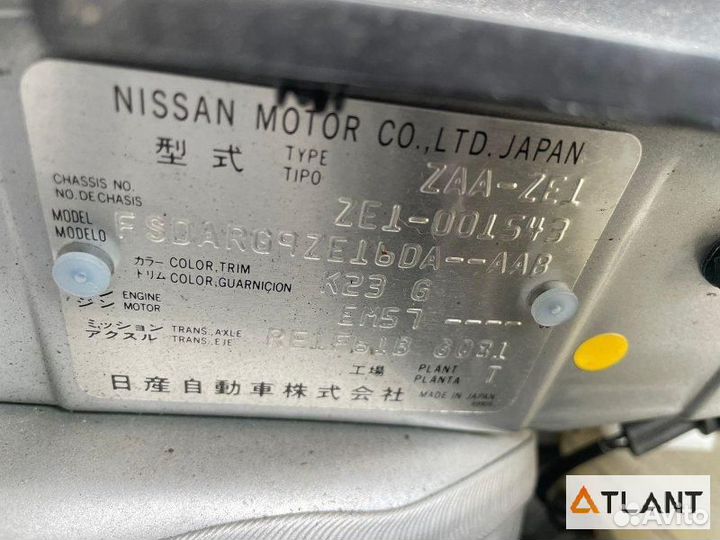 NISSAN MOTOR CO.,LTD. JAPAN
型式 TYPE TIPO ZAA-ZE1
CHASSIS NO. NO.DE CHASIS ZE1-001543
MODEL MODELO FSDARG9ZE16DA--AAB
カラー COLOR,TRIM
トリム COLOR,GUARNICION K23 G
ジン ENGINE MOTOR EM57 ----
ミッション TRANS.,AXLE
アクスル TRANS.,EJE RE1F61B 8031
工場 PLANT PLANTA T
日産自動車株式会社 MADE IN JAPAN
ATLANT
Avito